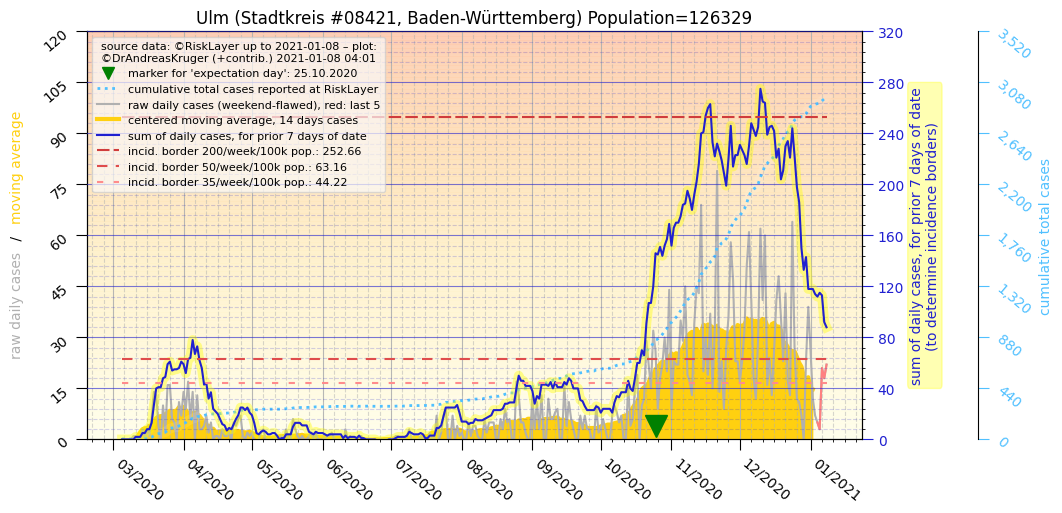 Ulm (Stadtkreis #08421, Baden-Württemberg) Population=126329
source data: ©RiskLayer up to 2021-01-08 – plot:
©DrAndreasKruger (+contrib.) 2021-01-08 04:01
marker for 'expectation day': 25.10.2020
cumulative total cases reported at RiskLayer
raw daily cases (weekend-flawed), red: last 5
centered moving average, 14 days cases
sum of daily cases, for prior 7 days of date
incid. border 200/week/100k pop.: 252.66
incid. border 50/week/100k pop.: 63.16
incid. border 35/week/100k pop.: 44.22
raw daily cases / moving average
120
105
90
75
60
45
30
15
0
320
280
240
200
160
120
80
40
0
sum of daily cases, for prior 7 days of date
(to determine incidence borders)
3,520
3,080
2,640
2,200
1,760
1,320
880
440
0
cumulative total cases
03/2020
04/2020
05/2020
06/2020
07/2020
08/2020
09/2020
10/2020
11/2020
12/2020
01/2021